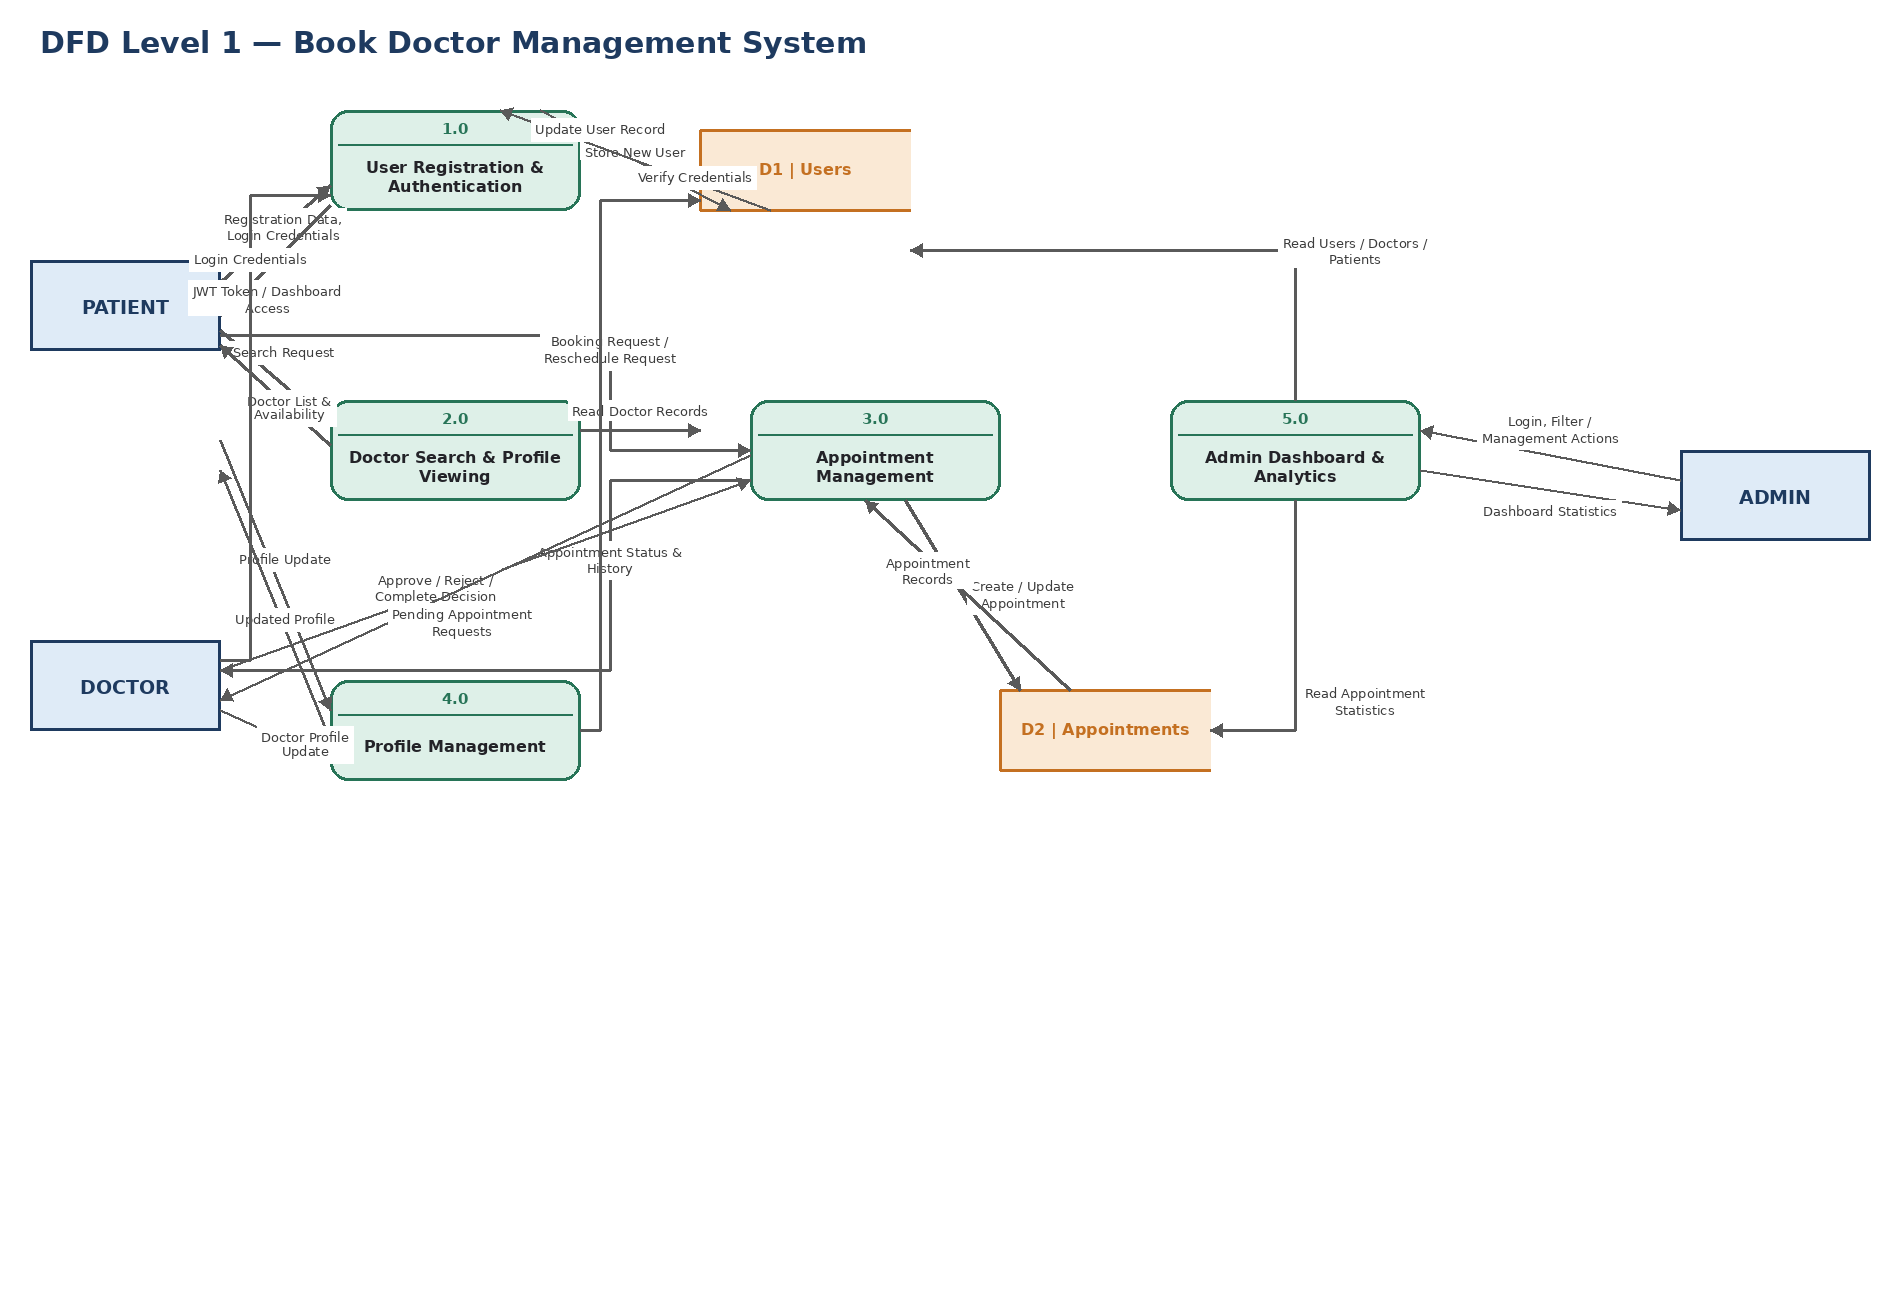 DFD Level 1 — Book Doctor Management System
1.0
User Registration &
Authentication
Update User Record
Store New User
Verify Credentials
D1 | Users
Registration Data,
Login Credentials
Login Credentials
JWT Token / Dashboard
Access
PATIENT
Read Users / Doctors /
Patients
Search Request
Booking Request /
Reschedule Request
Doctor List &
Availability
2.0
Doctor Search & Profile
Viewing
Read Doctor Records
3.0
Appointment
Management
5.0
Admin Dashboard &
Analytics
Login, Filter /
Management Actions
Dashboard Statistics
ADMIN
Profile Update
Updated Profile
Appointment Status &
History
Approve / Reject /
Complete Decision
Pending Appointment
Requests
Appointment
Records
Create / Update
Appointment
DOCTOR
Doctor Profile
Update
4.0
Profile Management
D2 | Appointments
Read Appointment
Statistics